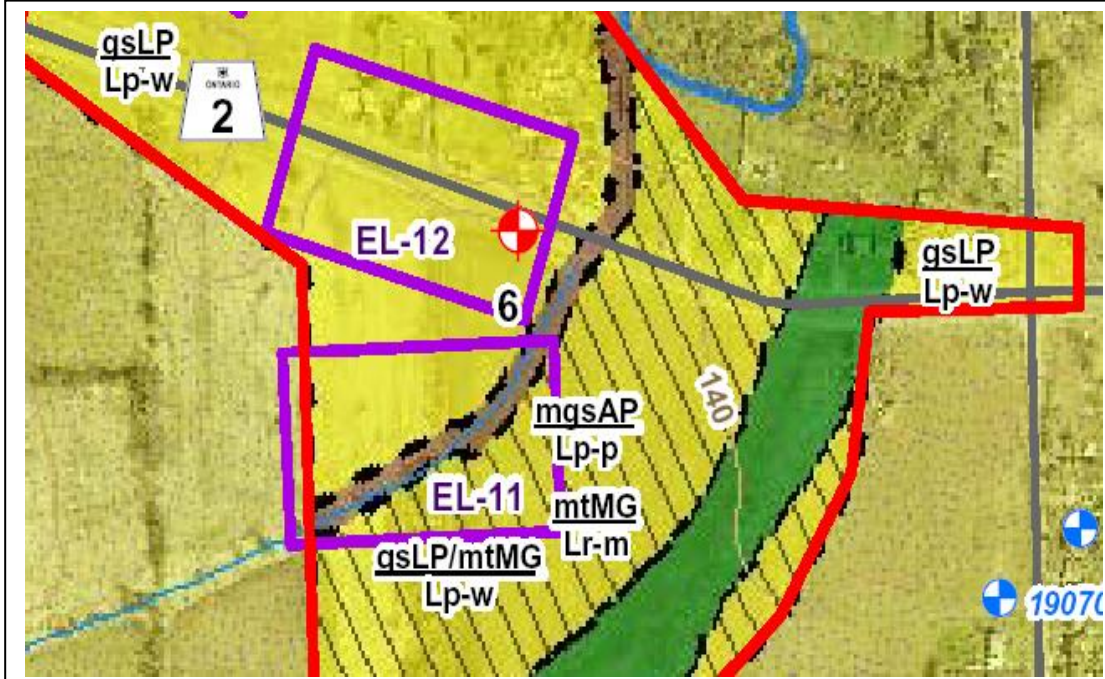 gsLP
Lp-w
ONTARIO
2
EL-12
gsLP
Lp-w
6
140
mgsAP
Lp-p
EL-11
mtMG
Lr-m
gsLP/mtMG
Lp-w
19070